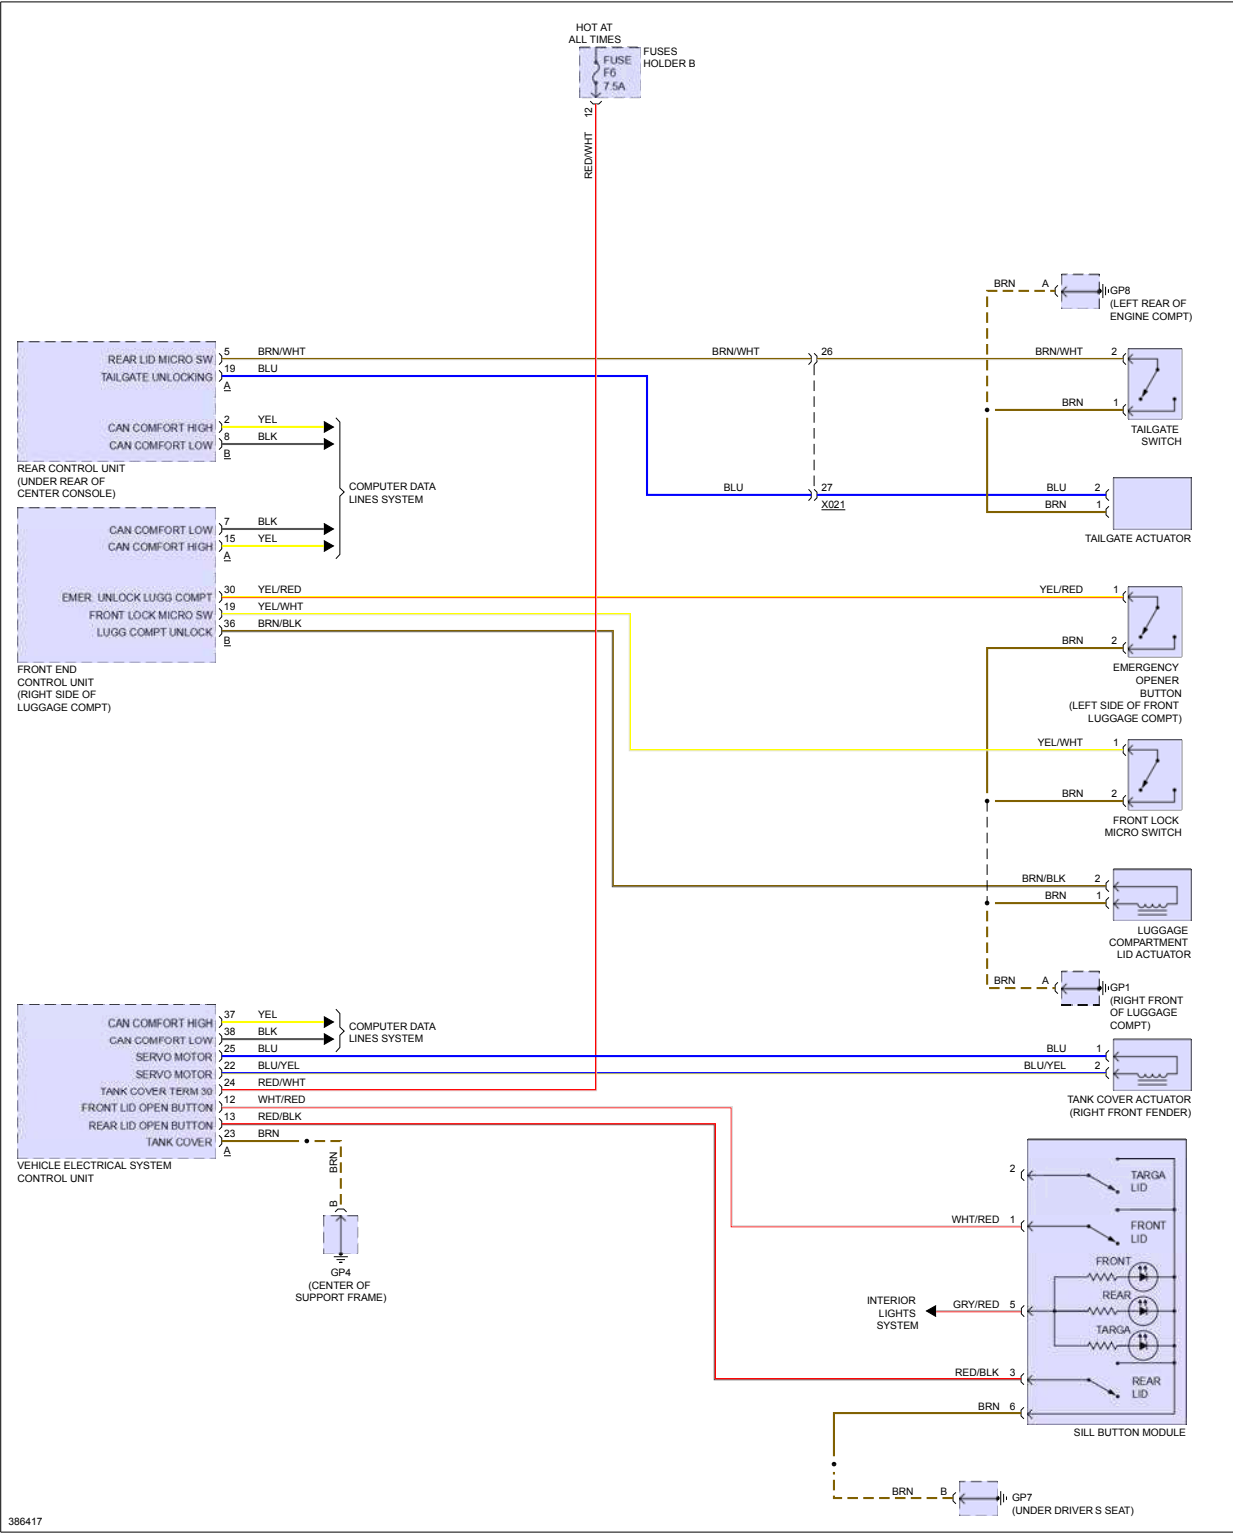 HOT AT
ALL TIMES
FUSE
F6
7.5A
FUSES
HOLDER B
12
RED/WHT
BRN A
GP8
(LEFT REAR OF
ENGINE COMPT)
REAR LID MICRO SW 5 BRN/WHT BRN/WHT 26 BRN/WHT 2
TAILGATE UNLOCKING 19 BLU
A
BRN 1
TAILGATE
SWITCH
CAN COMFORT HIGH 2 YEL
CAN COMFORT LOW 8 BLK
B
REAR CONTROL UNIT
(UNDER REAR OF
CENTER CONSOLE)
COMPUTER DATA
LINES SYSTEM
BLU 27 BLU 2
X021
BRN 1
TAILGATE ACTUATOR
CAN COMFORT LOW 7 BLK
CAN COMFORT HIGH 15 YEL
A
EMER. UNLOCK LUGG COMPT 30 YEL/RED YEL/RED 1
FRONT LOCK MICRO SW 19 YEL/WHT
LUGG COMPT UNLOCK 36 BRN/BLK
B
BRN 2
FRONT END
CONTROL UNIT
(RIGHT SIDE OF
LUGGAGE COMPT)
EMERGENCY
OPENER
BUTTON
(LEFT SIDE OF FRONT
LUGGAGE COMPT)
YEL/WHT 1
BRN 2
FRONT LOCK
MICRO SWITCH
BRN/BLK 2
BRN 1
LUGGAGE
COMPARTMENT
LID ACTUATOR
BRN A
GP1
(RIGHT FRONT
OF LUGGAGE
COMPT)
CAN COMFORT HIGH 37 YEL
CAN COMFORT LOW 38 BLK
COMPUTER DATA
LINES SYSTEM
SERVO MOTOR 25 BLU BLU 1
SERVO MOTOR 22 BLU/YEL BLU/YEL 2
TANK COVER TERM 30 24 RED/WHT
FRONT LID OPEN BUTTON 12 WHT/RED
REAR LID OPEN BUTTON 13 RED/BLK
TANK COVER 23 BRN
A
TANK COVER ACTUATOR
(RIGHT FRONT FENDER)
VEHICLE ELECTRICAL SYSTEM
CONTROL UNIT
BRN
B
GP4
(CENTER OF
SUPPORT FRAME)
2
TARGA
LID
WHT/RED 1
FRONT
LID
FRONT
INTERIOR
LIGHTS
SYSTEM
GRY/RED 5
REAR
TARGA
RED/BLK 3
REAR
LID
BRN 6
SILL BUTTON MODULE
BRN B
GP7
(UNDER DRIVER S SEAT)
386417